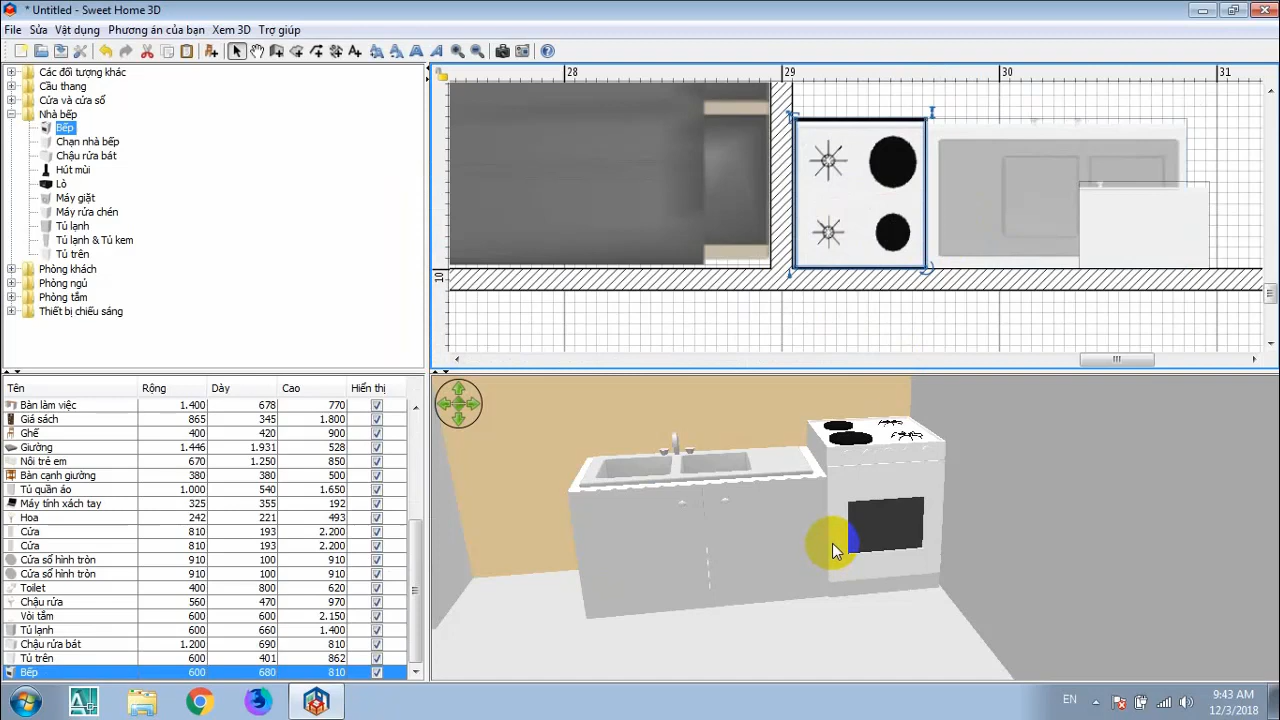 * Untitled - Sweet Home 3D
File Sửa Vật dụng Phương án của bạn Xem 3D Trợ giúp
Các đối tượng khác
Cầu thang
Cửa và cửa sổ
Nhà bếp
Bếp
Chạn nhà bếp
Chậu rửa bát
Hút mùi
Lò
Máy giặt
Máy rửa chén
Tủ lạnh
Tủ lạnh & Tủ kem
Tủ trên
Phòng khách
Phòng ngủ
Phòng tắm
Thiết bị chiếu sáng
28 29 30 31
10
Tên Rộng Dày Cao Hiển thị
Bàn làm việc 1.400 678 770
Giá sách 865 345 1.800
Ghế 400 420 900
Giường 1.446 1.931 528
Nôi trẻ em 670 1.250 850
Bàn cạnh giường 380 380 500
Tủ quần áo 1.000 540 1.650
Máy tính xách tay 325 355 192
Hoa 242 221 493
Cửa 810 193 2.200
Cửa 810 193 2.200
Cửa sổ hình tròn 910 100 910
Cửa sổ hình tròn 910 100 910
Toilet 400 800 620
Chậu rửa 560 470 970
Vòi tắm 600 600 2.150
Tủ lạnh 600 660 1.400
Chậu rửa bát 1.200 690 810
Tủ trên 600 401 862
Bếp 600 680 810
EN
9:43 AM
12/3/2018